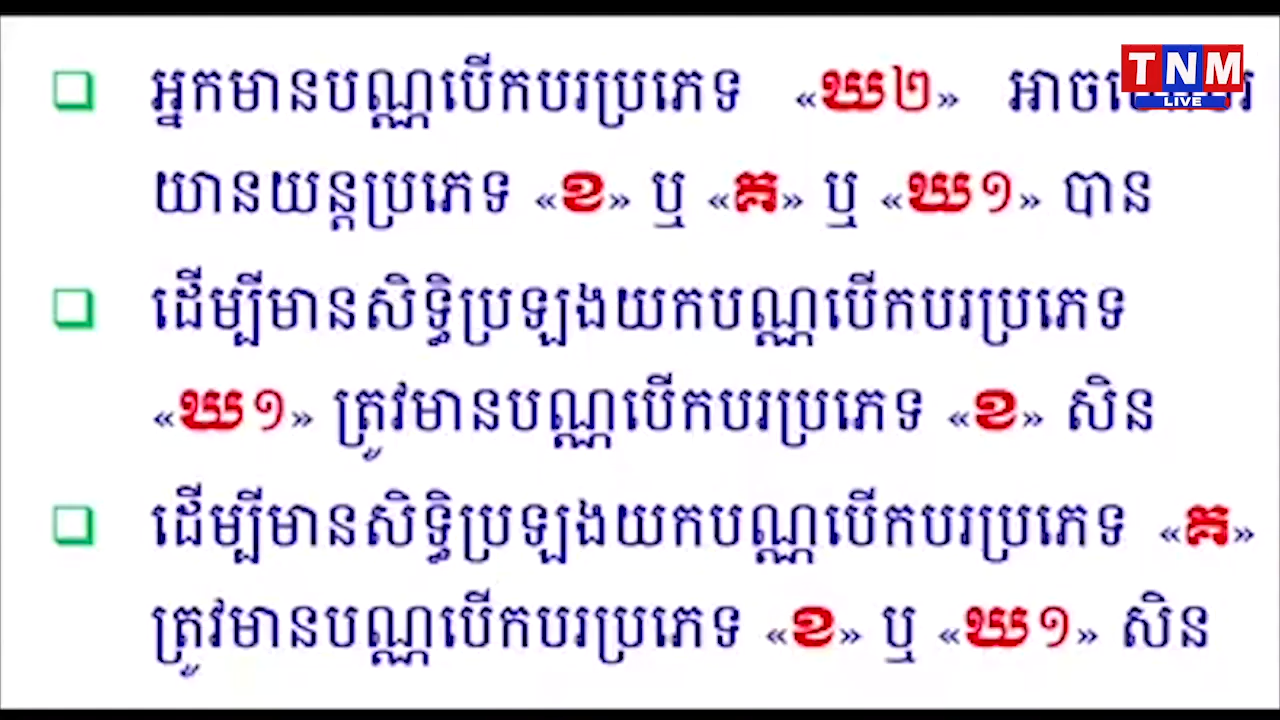 ❑ អ្នកមានបណ្ណបើកបរប្រភេទ «ឃ២»
យានយន្តប្រភេទ «ខ» ឬ «គ» ឬ «ឃ១» បាន
❑ ដើម្បីមានសិទ្ធិប្រឡងយកបណ្ណបើកបរប្រភេទ
«ឃ១» ត្រូវមានបណ្ណបើកបរប្រភេទ «ខ» សិន
❑ ដើម្បីមានសិទ្ធិប្រឡងយកបណ្ណបើកបរប្រភេទ «គ»
ត្រូវមានបណ្ណបើកបរប្រភេទ «ខ» ឬ «ឃ១» សិន
TNM
LIVE